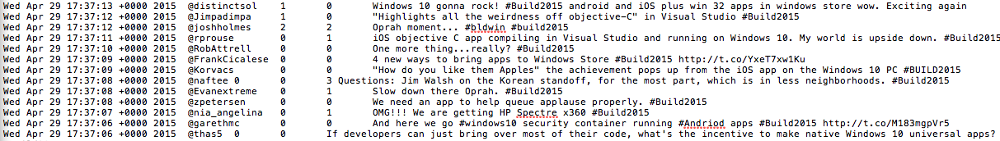 Wed Apr 29 17:37:13 +0000 2015 @distinctsol 1 0 Windows 10 gonna rock! #Build2015 android and iOS plus win 32 apps in windows store wow. Exciting again
Wed Apr 29 17:37:12 +0000 2015 @Jimpadimpa 1 0 "Highlights all the weirdness off objective-C" in Visual Studio #Build2015
Wed Apr 29 17:37:12 +0000 2015 @joshholmes 2 2 Oprah moment... #bldwin #build2015
Wed Apr 29 17:37:11 +0000 2015 @rprouse 0 1 iOS objective C app compiling in Visual Studio and running on Windows 10. My world is upside down. #Build2015
Wed Apr 29 17:37:10 +0000 2015 @RobAttrell 0 0 One more thing...really? #Build2015
Wed Apr 29 17:37:09 +0000 2015 @FrankCicalese 0 0 4 new ways to bring apps to Windows Store #Build2015 http://t.co/YxeT7xw1Ku
Wed Apr 29 17:37:09 +0000 2015 @Korvacs 0 0 "How do you like them Apples" the achievement pops up from the iOS app on the Windows 10 PC #BUILD2015
Wed Apr 29 17:37:08 +0000 2015 @naftee 0 0 3 Questions: Jim Walsh on the Korean standoff, for the most part, which is in less neighborhoods. #Build2015
Wed Apr 29 17:37:08 +0000 2015 @Evanextreme 0 1 Slow down there Oprah. #Build2015
Wed Apr 29 17:37:08 +0000 2015 @zpetersen 0 0 We need an app to help queue applause properly. #Build2015
Wed Apr 29 17:37:07 +0000 2015 @nia_angelina 0 1 OMG!!! We are getting HP Spectre x360 #Build2015
Wed Apr 29 17:37:06 +0000 2015 @garethmc 0 0 And here we go #windows10 security container running #Andriod apps #Build2015 http://t.co/M183mgpVr5
Wed Apr 29 17:37:06 +0000 2015 @thas5 0 0 If developers can just bring over most of their code, what's the incentive to make native Windows 10 universal apps?